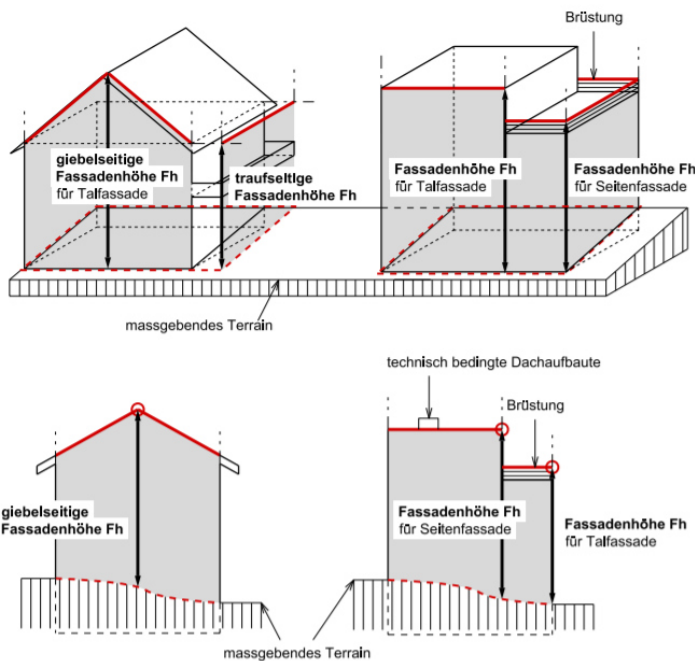 Brüstung
giebelseitige
Fassadenhöhe Fh
für Talfassade
traufseitige
Fassadenhöhe Fh
Fassadenhöhe Fh
für Talfassade
Fassadenhöhe Fh
für Seitenfassade
massgebendes Terrain
technisch bedingte Dachaufbaute
Brüstung
giebelseitige
Fassadenhöhe Fh
Fassadenhöhe Fh
für Seitenfassade
Fassadenhöhe Fh
für Talfassade
massgebendes Terrain